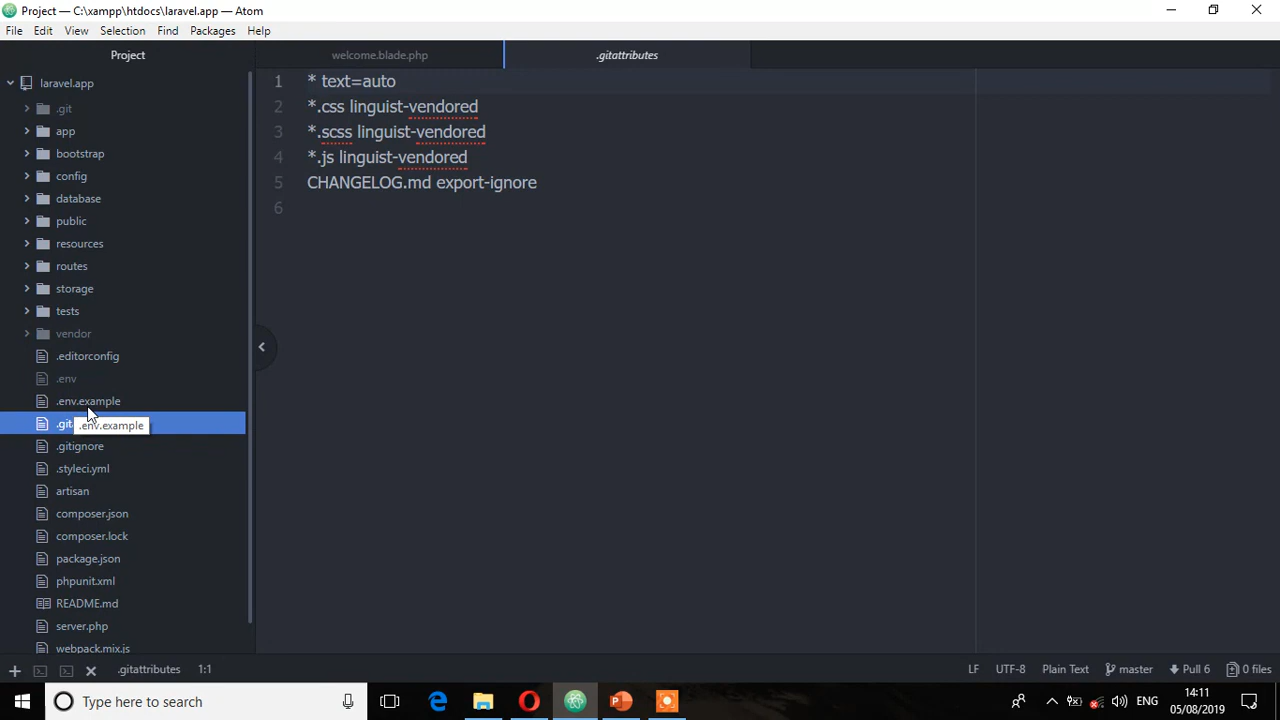 Project — C:\xampp\htdocs\laravel.app — Atom
File Edit View Selection Find Packages Help
Project
welcome.blade.php
.gitattributes
laravel.app
.git
app
bootstrap
config
database
public
resources
routes
storage
tests
vendor
.editorconfig
.env
.env.example
.git
.env.example
.gitignore
.styleci.yml
artisan
composer.json
composer.lock
package.json
phpunit.xml
README.md
server.php
webpack.mix.js
1 * text=auto
2 *.css linguist-vendored
3 *.scss linguist-vendored
4 *.js linguist-vendored
5 CHANGELOG.md export-ignore
6
.gitattributes 1:1 LF UTF-8 Plain Text master Pull 6 0 files
Type here to search
ENG
14:11
05/08/2019